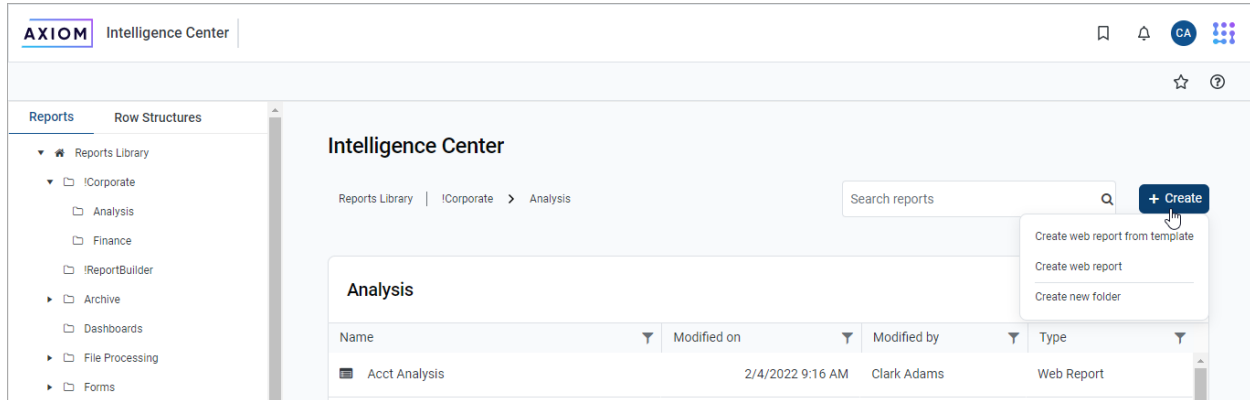 AXIOM Intelligence Center
CA
Reports Row Structures
Reports Library
!Corporate
Analysis
Finance
!ReportBuilder
Archive
Dashboards
File Processing
Forms
Intelligence Center
Reports Library | !Corporate > Analysis
Search reports
+ Create
Create web report from template
Create web report
Create new folder
Analysis
Name Modified on Modified by Type
Acct Analysis 2/4/2022 9:16 AM Clark Adams Web Report